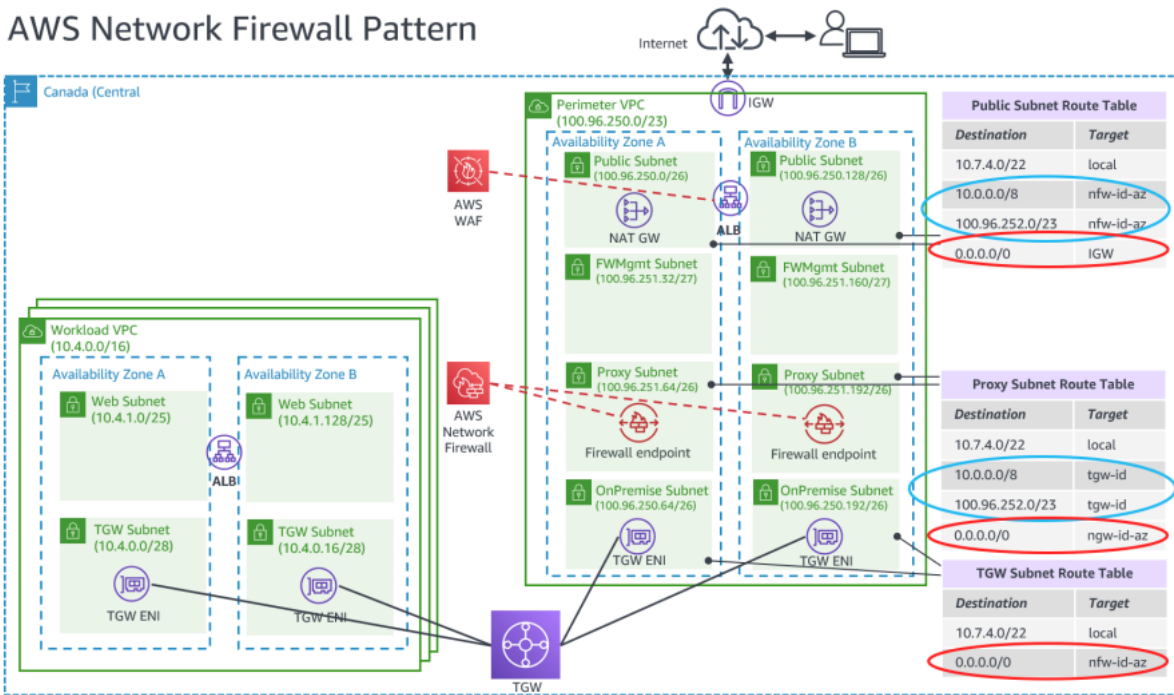 AWS Network Firewall Pattern
Internet
Canada (Central
IGW
Perimeter VPC
(100.96.250.0/23)
Availability Zone A
Public Subnet
(100.96.250.0/26)
NAT GW
FWMgmt Subnet
(100.96.251.32/27)
Proxy Subnet
(100.96.251.64/26)
Firewall endpoint
OnPremise Subnet
(100.96.250.64/26)
TGW ENI
Availability Zone B
Public Subnet
(100.96.250.128/26)
NAT GW
FWMgmt Subnet
(100.96.251.160/27)
Proxy Subnet
(100.96.251.192/26)
Firewall endpoint
OnPremise Subnet
(100.96.250.192/26)
TGW ENI
ALB
AWS
WAF
AWS
Network
Firewall
Workload VPC
(10.4.0.0/16)
Availability Zone A
Web Subnet
(10.4.1.0/25)
TGW Subnet
(10.4.0.0/28)
TGW ENI
Availability Zone B
Web Subnet
(10.4.1.128/25)
TGW Subnet
(10.4.0.16/28)
TGW ENI
ALB
TGW
Public Subnet Route Table
Destination Target
10.7.4.0/22 local
10.0.0.0/8 nfw-id-az
100.96.252.0/23 nfw-id-az
0.0.0.0/0 IGW
Proxy Subnet Route Table
Destination Target
10.7.4.0/22 local
10.0.0.0/8 tgw-id
100.96.252.0/23 tgw-id
0.0.0.0/0 ngw-id-az
TGW Subnet Route Table
Destination Target
10.7.4.0/22 local
0.0.0.0/0 nfw-id-az